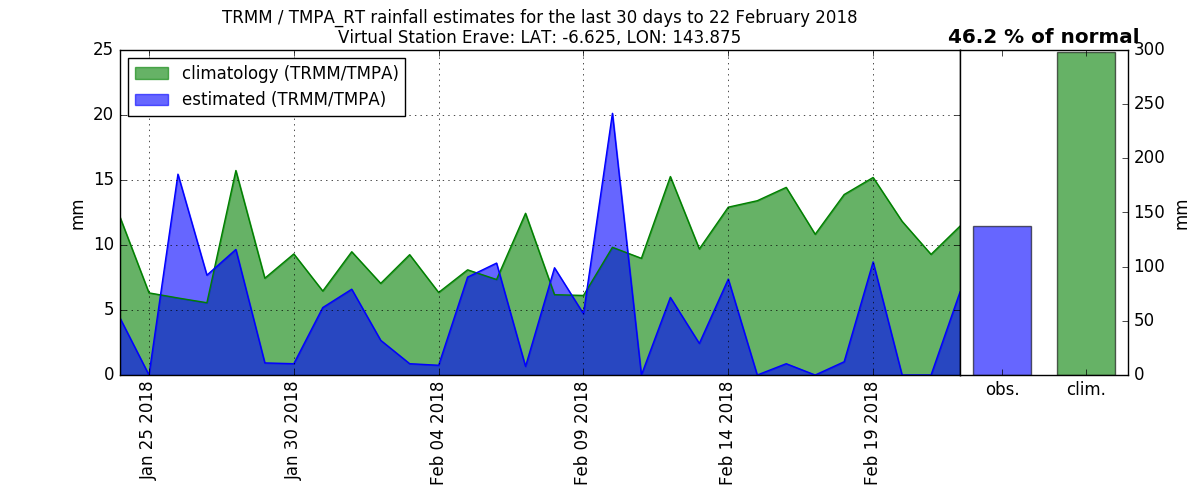 TRMM / TMPA_RT rainfall estimates for the last 30 days to 22 February 2018
Virtual Station Erave: LAT: -6.625, LON: 143.875
46.2 % of normal
climatology (TRMM/TMPA)
estimated (TRMM/TMPA)
25
20
15
10
5
0
mm
Jan 25 2018
Jan 30 2018
Feb 04 2018
Feb 09 2018
Feb 14 2018
Feb 19 2018
300
250
200
150
100
50
0
mm
obs.
clim.